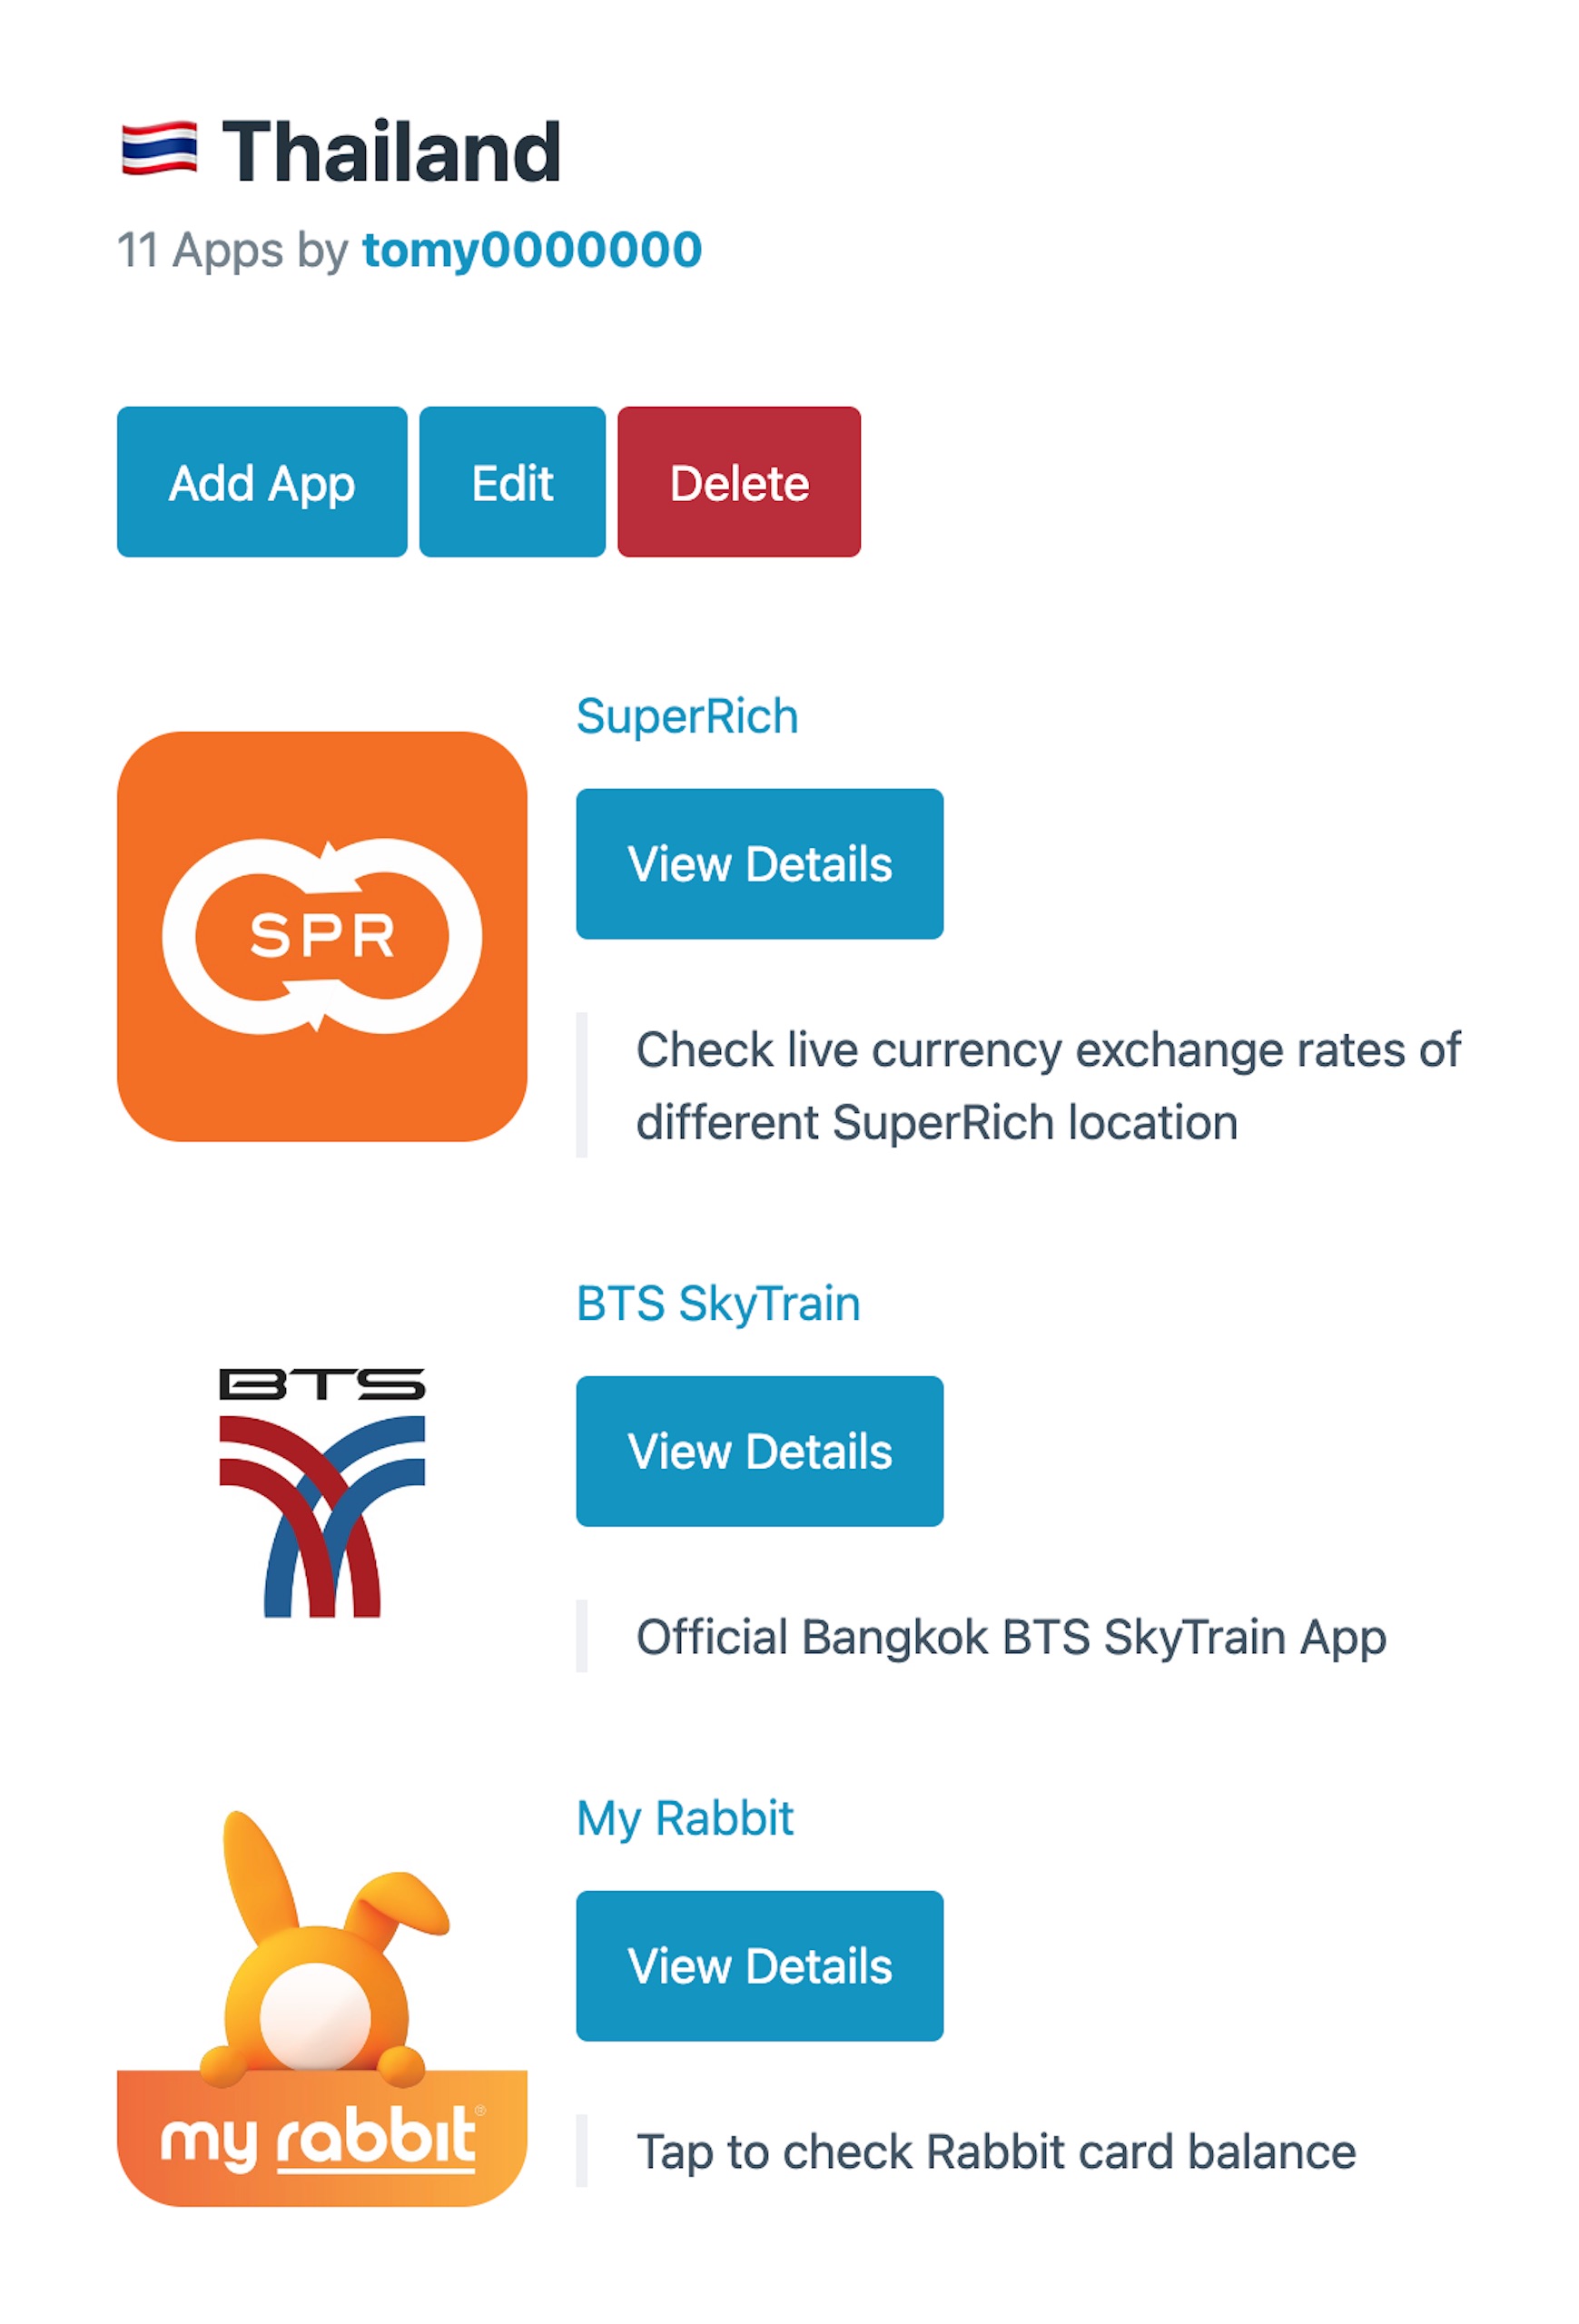 🇹🇭 Thailand
11 Apps by tomy0000000
Add App Edit Delete
SuperRich
View Details
SPR
Check live currency exchange rates of
different SuperRich location
BTS SkyTrain
BTS
View Details
Official Bangkok BTS SkyTrain App
My Rabbit
View Details
my rabbit®
Tap to check Rabbit card balance